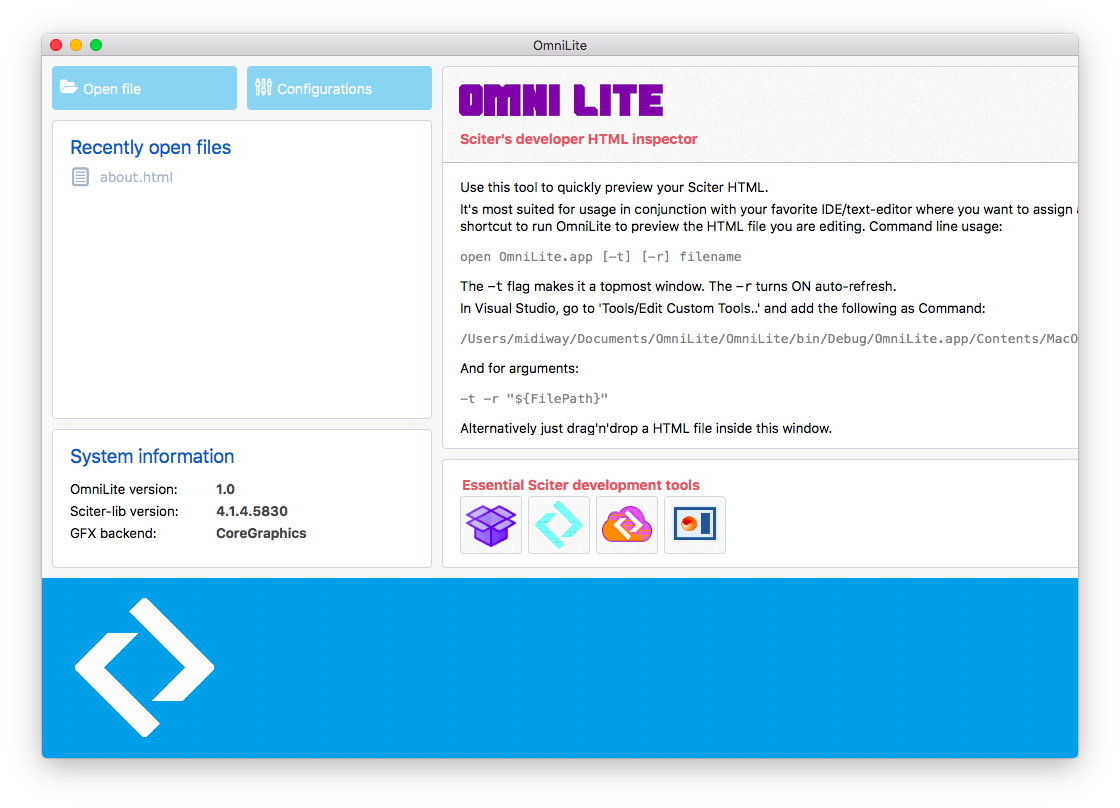 OmniLite
Open file
Configurations
Recently open files
about.html
System information
OmniLite version: 1.0
Sciter-lib version: 4.1.4.5830
GFX backend: CoreGraphics
OMNI LITE
Sciter's developer HTML inspector
Use this tool to quickly preview your Sciter HTML.
It's most suited for usage in conjunction with your favorite IDE/text-editor where you want to assign a
shortcut to run OmniLite to preview the HTML file you are editing. Command line usage:
open OmniLite.app [-t] [-r] filename
The -t flag makes it a topmost window. The -r turns ON auto-refresh.
In Visual Studio, go to 'Tools/Edit Custom Tools..' and add the following as Command:
/Users/midiway/Documents/OmniLite/OmniLite/bin/Debug/OmniLite.app/Contents/MacO
And for arguments:
-t -r "${FilePath}"
Alternatively just drag'n'drop a HTML file inside this window.
Essential Sciter development tools